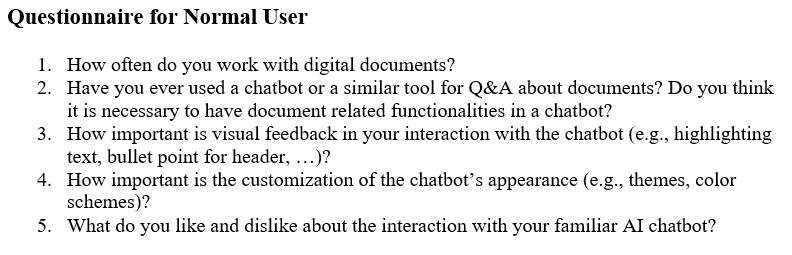 Questionnaire for Normal User
1. How often do you work with digital documents?
2. Have you ever used a chatbot or a similar tool for Q&A about documents? Do you think
it is necessary to have document related functionalities in a chatbot?
3. How important is visual feedback in your interaction with the chatbot (e.g., highlighting
text, bullet point for header, …)?
4. How important is the customization of the chatbot’s appearance (e.g., themes, color
schemes)?
5. What do you like and dislike about the interaction with your familiar AI chatbot?